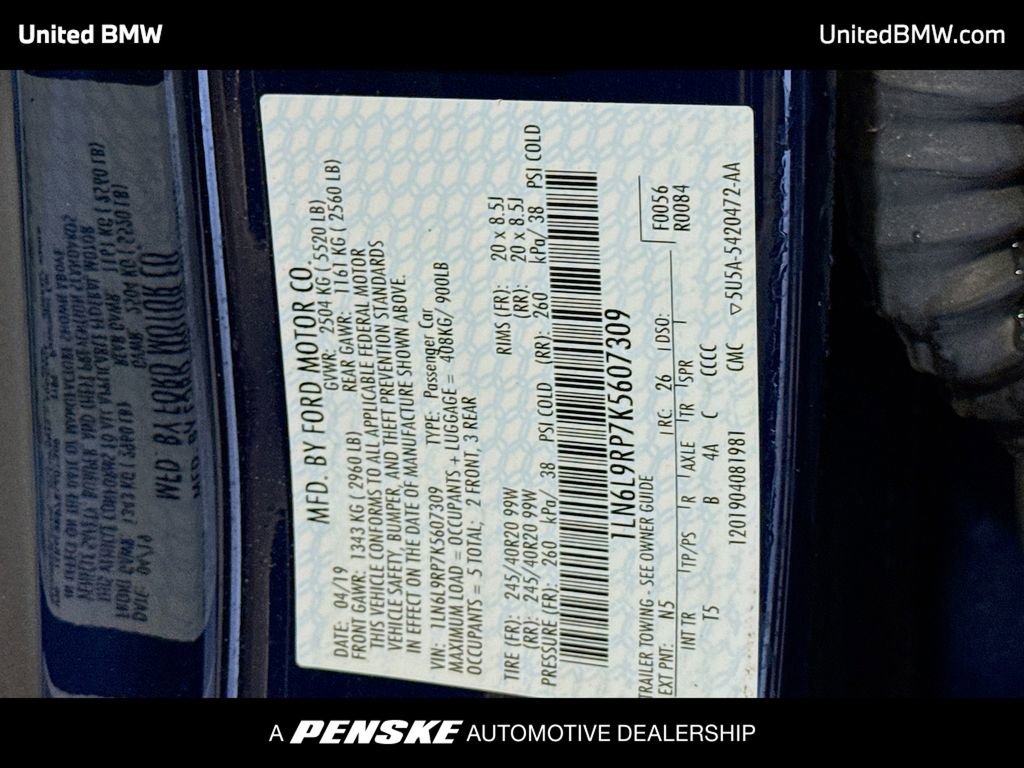 United BMW
UnitedBMW.com
MFD. BY FORD MOTOR CO.
DATE: 04/19 GVWR: 2504 KG ( 5520 LB)
FRONT GAWR: 1343 KG ( 2960 LB) REAR GAWR: 1161 KG ( 2560 LB)
THIS VEHICLE CONFORMS TO ALL APPLICABLE FEDERAL MOTOR
VEHICLE SAFETY, BUMPER, AND THEFT PREVENTION STANDARDS
IN EFFECT ON THE DATE OF MANUFACTURE SHOWN ABOVE.
VIN: 1LN6L9RP7K5607309 TYPE: Passenger Car
MAXIMUM LOAD = OCCUPANTS + LUGGAGE = 408KG/ 900LB
OCCUPANTS = 5 TOTAL; 2 FRONT, 3 REAR
TIRE (FR): 245/40R20 99W RIMS (FR): 20 x 8.5J
(RR): 245/40R20 99W (RR): 20 x 8.5J
PRESSURE (FR): 260 kPa/ 38 PSI COLD (RR): 260 kPa/ 38 PSI COLD
1LN6L9RP7K5607309
TRAILER TOWING - SEE OWNER GUIDE F0056
EXT PNT: N5 RC: 26 DSO: R0084
INT TR TP/PS R AXLE TR SPR
T5 B 4A C CCCC
1201904081981 CMC ▽5U5A-5420472-AA
A PENSKE AUTOMOTIVE DEALERSHIP